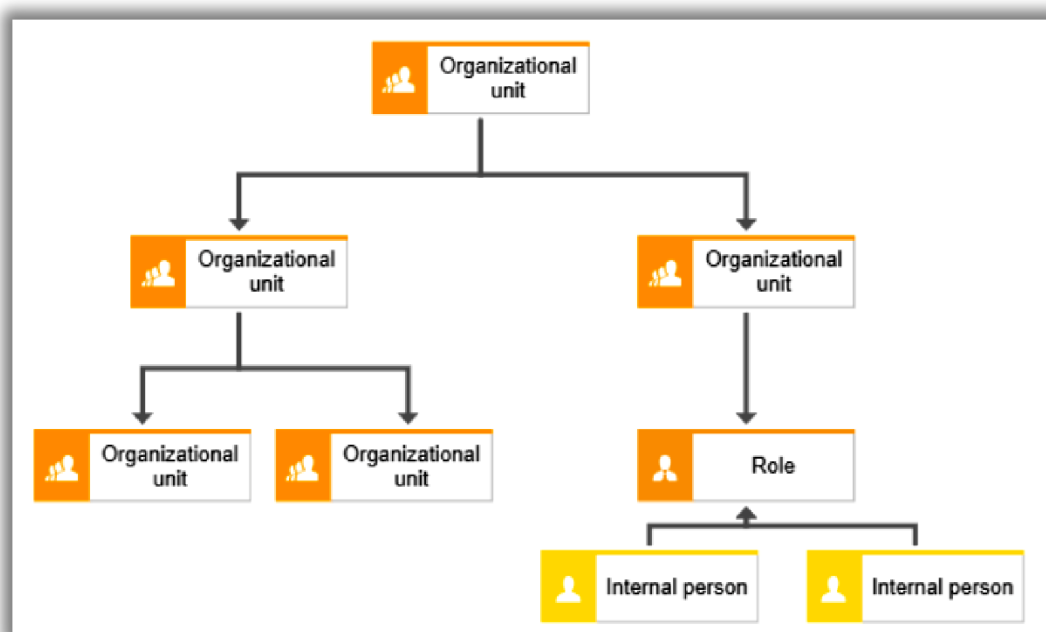 Organizational
unit
Organizational
unit
Organizational
unit
Organizational
unit
Organizational
unit
Role
Internal person
Internal person